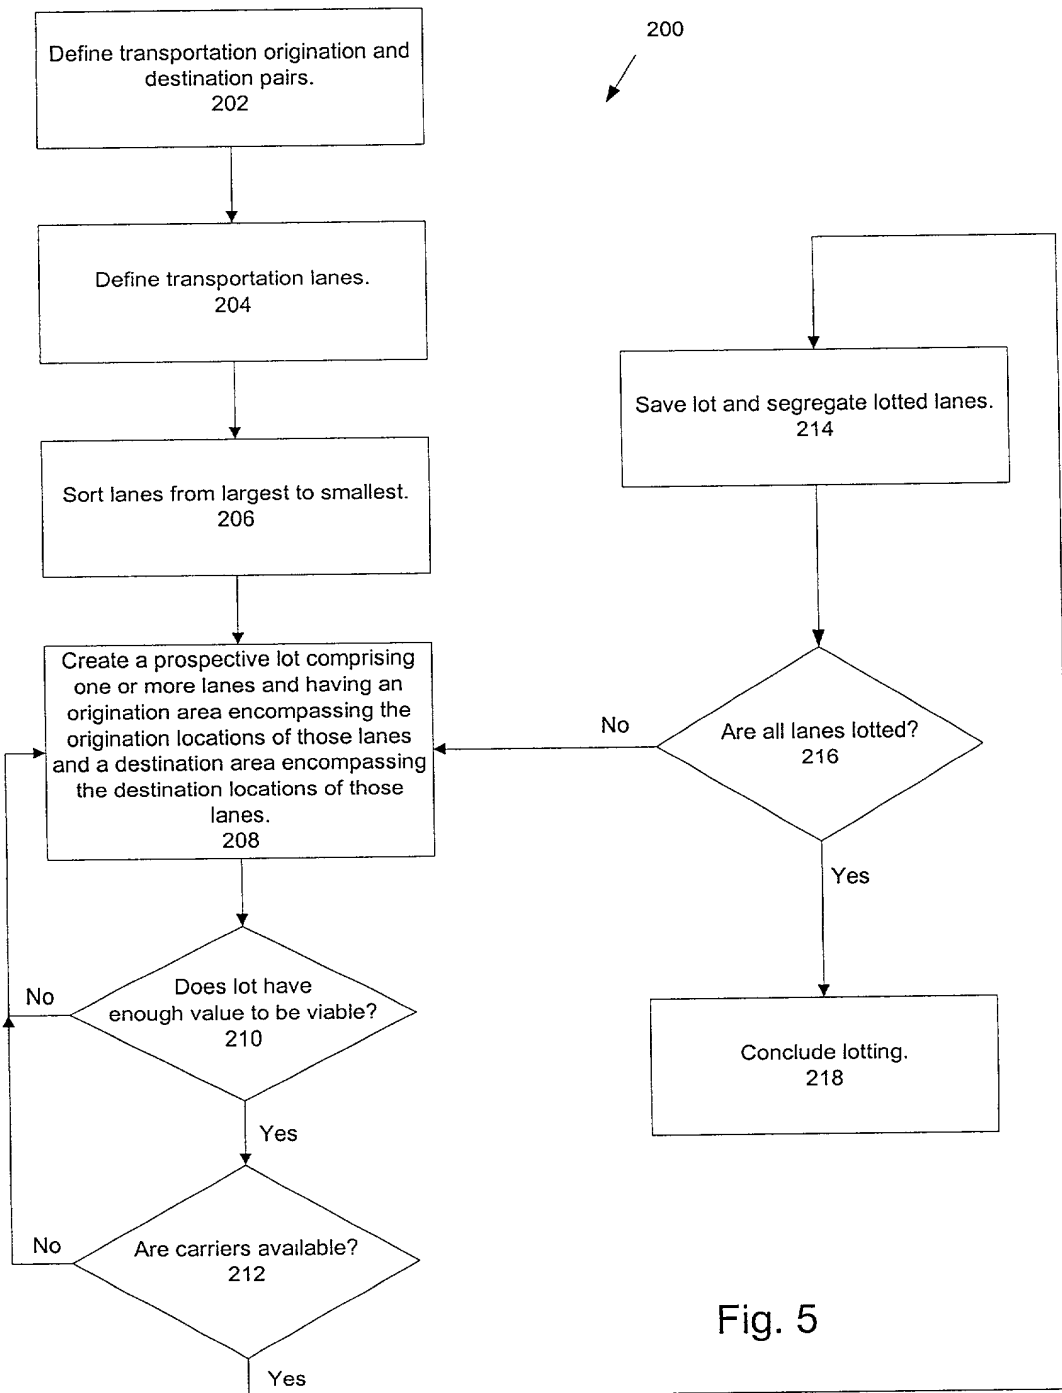 Define transportation origination and
destination pairs.
202
200
Define transportation lanes.
204
Sort lanes from largest to smallest.
206
Create a prospective lot comprising
one or more lanes and having an
origination area encompassing the
origination locations of those lanes
and a destination area encompassing
the destination locations of those
lanes.
208
Does lot have
enough value to be viable?
210
No
Yes
Are carriers available?
212
No
Yes
Save lot and segregate lotted lanes.
214
Are all lanes lotted?
216
No
Yes
Conclude lotting.
218
Fig. 5